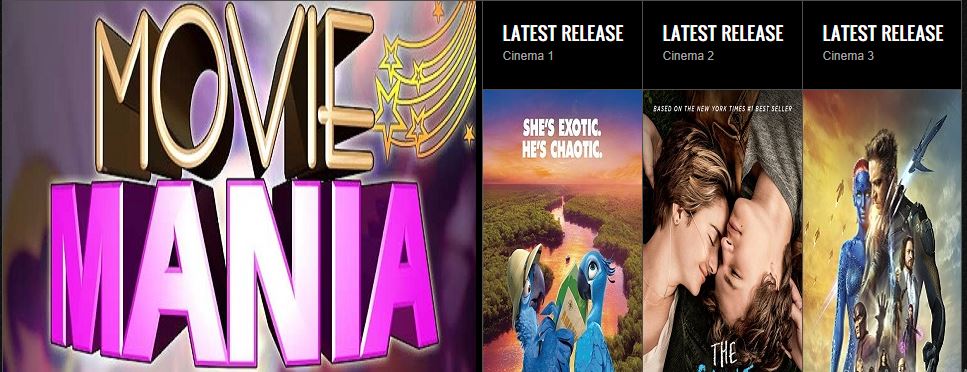 MOVIE
MANIA
LATEST RELEASE
Cinema 1
LATEST RELEASE
Cinema 2
LATEST RELEASE
Cinema 3
SHE'S EXOTIC.
HE'S CHAOTIC.
BASED ON THE NEW YORK TIMES #1 BEST SELLER
THE